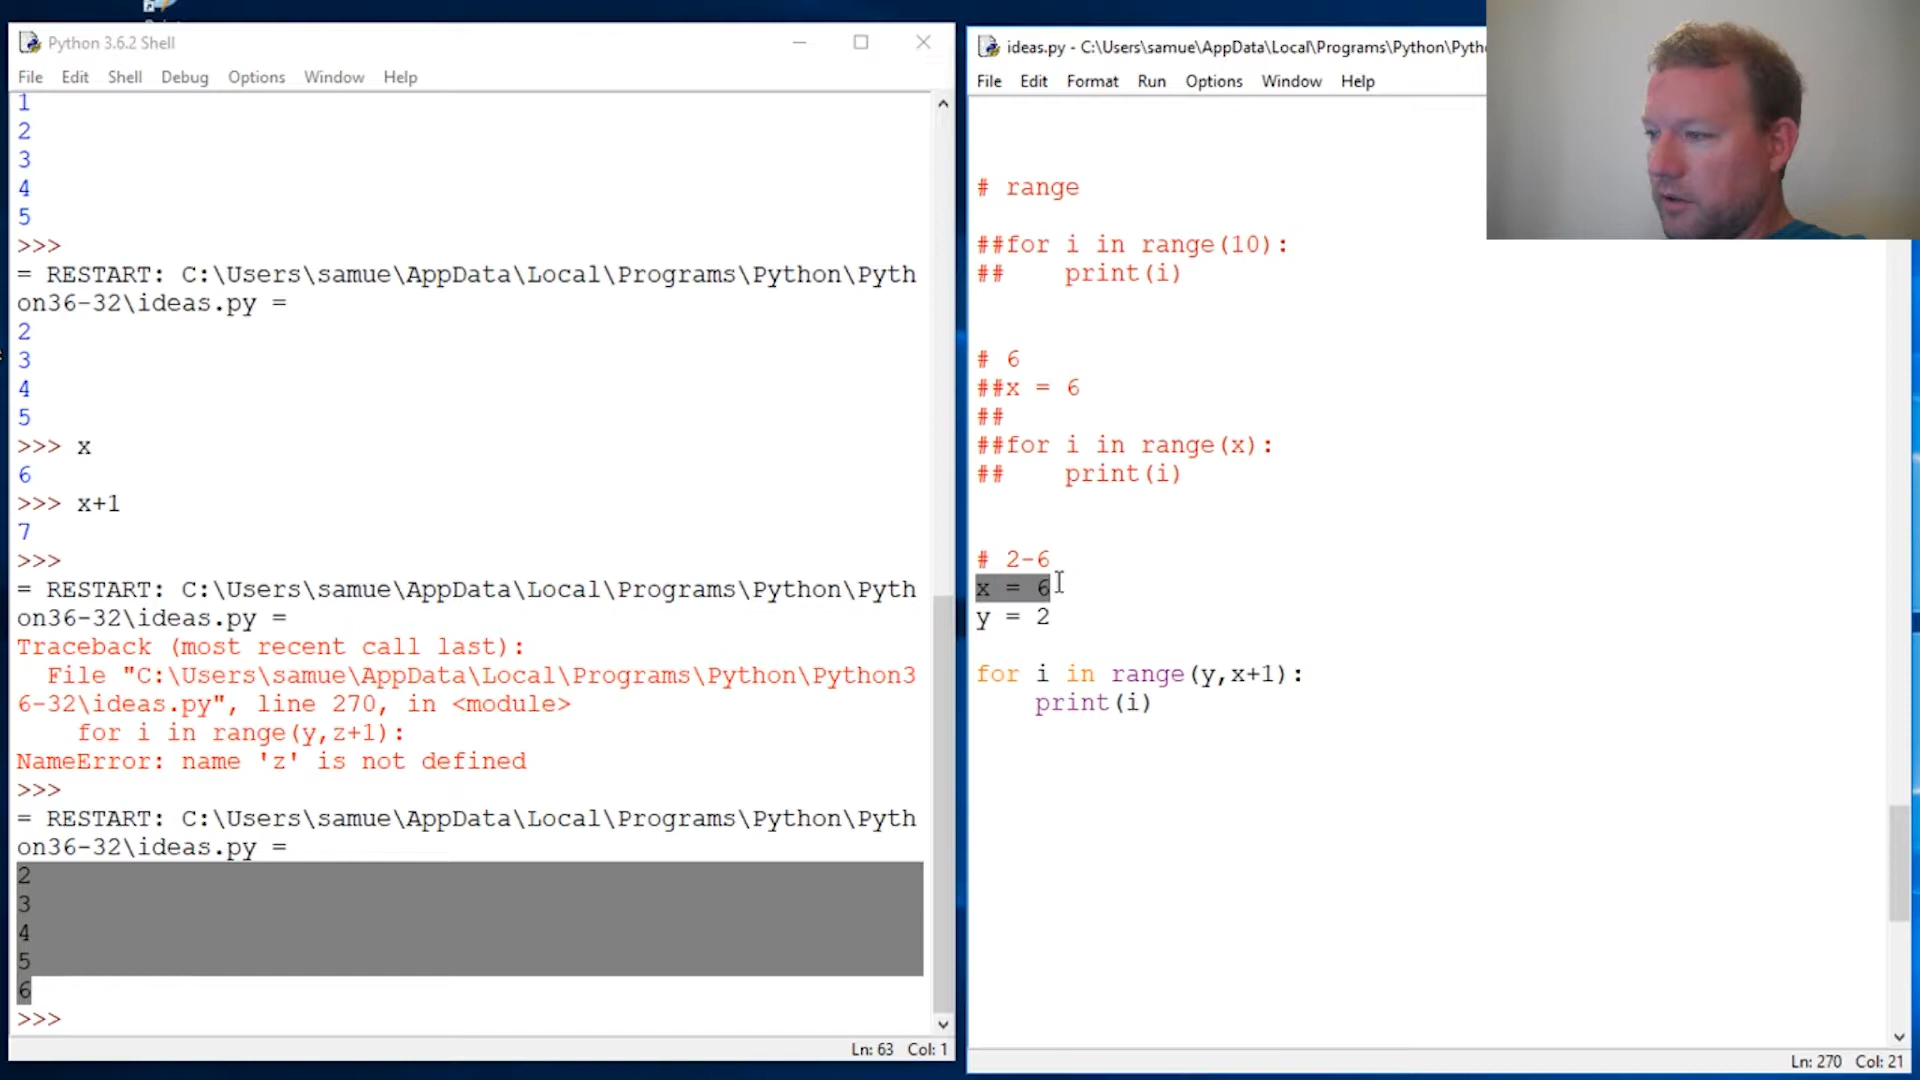 Python 3.6.2 Shell
File Edit Shell Debug Options Window Help
1
2
3
4
5
>>>
= RESTART: C:\Users\samue\AppData\Local\Programs\Python\Pyth
on36-32\ideas.py =
2
3
4
5
>>> x
6
>>> x+1
7
>>>
= RESTART: C:\Users\samue\AppData\Local\Programs\Python\Pyth
on36-32\ideas.py =
Traceback (most recent call last):
  File "C:\Users\samue\AppData\Local\Programs\Python\Python3
6-32\ideas.py", line 270, in <module>
    for i in range(y,z+1):
NameError: name 'z' is not defined
>>>
= RESTART: C:\Users\samue\AppData\Local\Programs\Python\Pyth
on36-32\ideas.py =
2
3
4
5
6
>>>
Ln: 63 Col: 1
ideas.py - C:\Users\samue\AppData\Local\Programs\Python\Pytho
File Edit Format Run Options Window Help
# range
##for i in range(10):
##    print(i)
# 6
##x = 6
##
##for i in range(x):
##    print(i)
# 2-6
x = 6
y = 2
for i in range(y,x+1):
    print(i)
Ln: 270 Col: 21